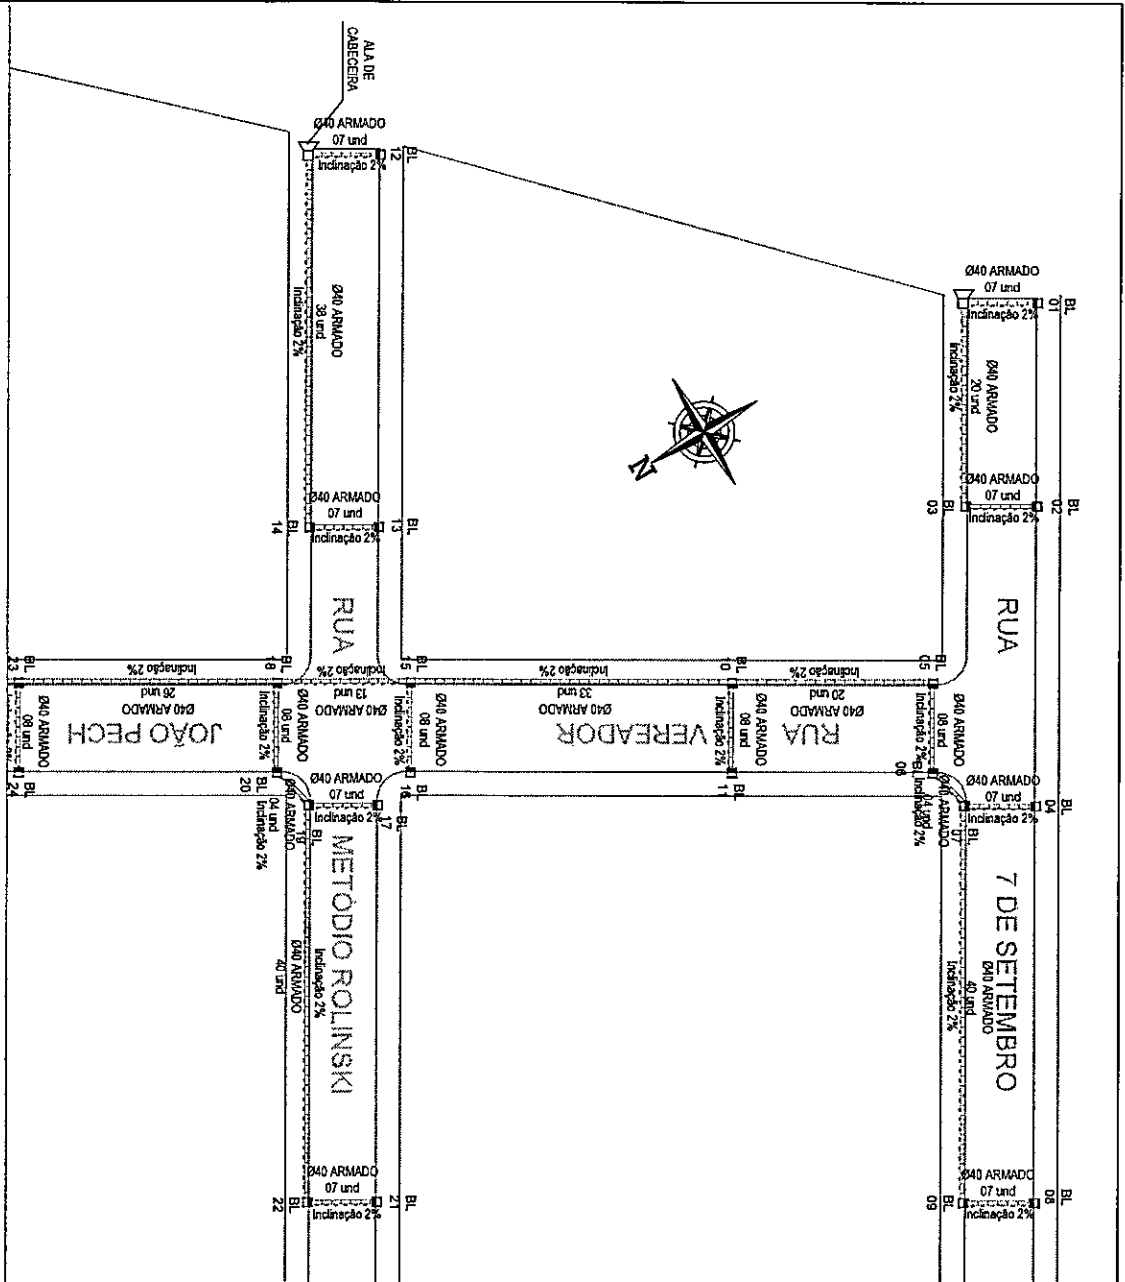 ALA DE
CABECEIRA
Ø40 ARMADO
07 und
Inclinação 2%
12
BL
Ø40 ARMADO
38 und
Inclinação 2%
Ø40 ARMADO
07 und
Inclinação 2%
14
BL
13
BL
Ø40 ARMADO
07 und
Inclinação 2%
01
BL
Ø40 ARMADO
20 und
Inclinação 2%
Ø40 ARMADO
07 und
Inclinação 2%
03
BL
02
BL
N
RUA
RUA
23
BL
Inclinação 2%
26 und
Ø40 ARMADO
18
BL
Inclinação 2%
13 und
Ø40 ARMADO
15
BL
Inclinação 2%
33 und
Ø40 ARMADO
10
BL
Inclinação 2%
20 und
Ø40 ARMADO
05
BL
Ø40 ARMADO
08 und
Ø40 ARMADO
08 und
Inclinação 2%
Ø40 ARMADO
08 und
Inclinação 2%
Ø40 ARMADO
08 und
Inclinação 2%
Ø40 ARMADO
08 und
Inclinação 2%
RUA VEREADOR
JOÃO PECH
24
BL
20
BL
Ø40 ARMADO
04 und
Inclinação 2%
19
BL
Ø40 ARMADO
07 und
Inclinação 2%
17
BL
16
11
BL
06
BL
Ø40 ARMADO
04 und
Inclinação 2%
07
BL
Ø40 ARMADO
07 und
Inclinação 2%
04
BL
METÓDIO ROLINSKI
Inclinação 2%
Ø40 ARMADO
40 und
7 DE SETEMBRO
Ø40 ARMADO
40 und
Inclinação 2%
Ø40 ARMADO
07 und
Inclinação 2%
22
BL
21
BL
Ø40 ARMADO
07 und
Inclinação 2%
09
BL
08
BL